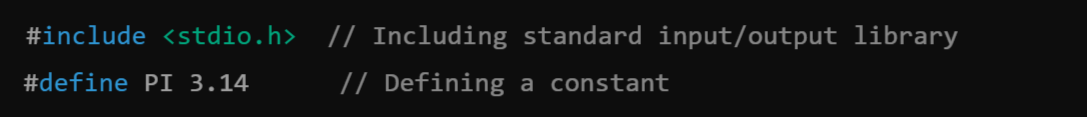 #include <stdio.h>  // Including standard input/output library
#define PI 3.14      // Defining a constant